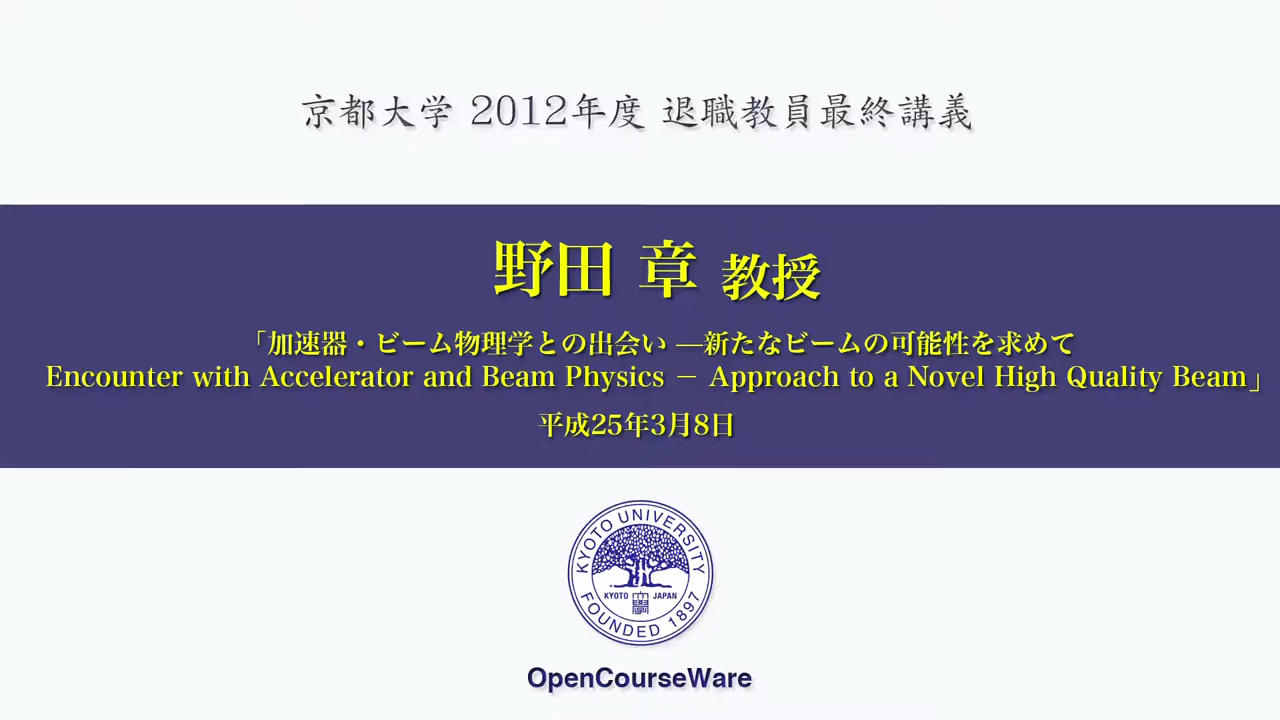 京都大学 2012年度 退職教員最終講義
野田 章 教授
「加速器・ビーム物理学との出会い ―新たなビームの可能性を求めて
Encounter with Accelerator and Beam Physics － Approach to a Novel High Quality Beam」
平成25年3月8日
KYOTO UNIVERSITY
KYOTO 大學 JAPAN
FOUNDED 1897
OpenCourseWare